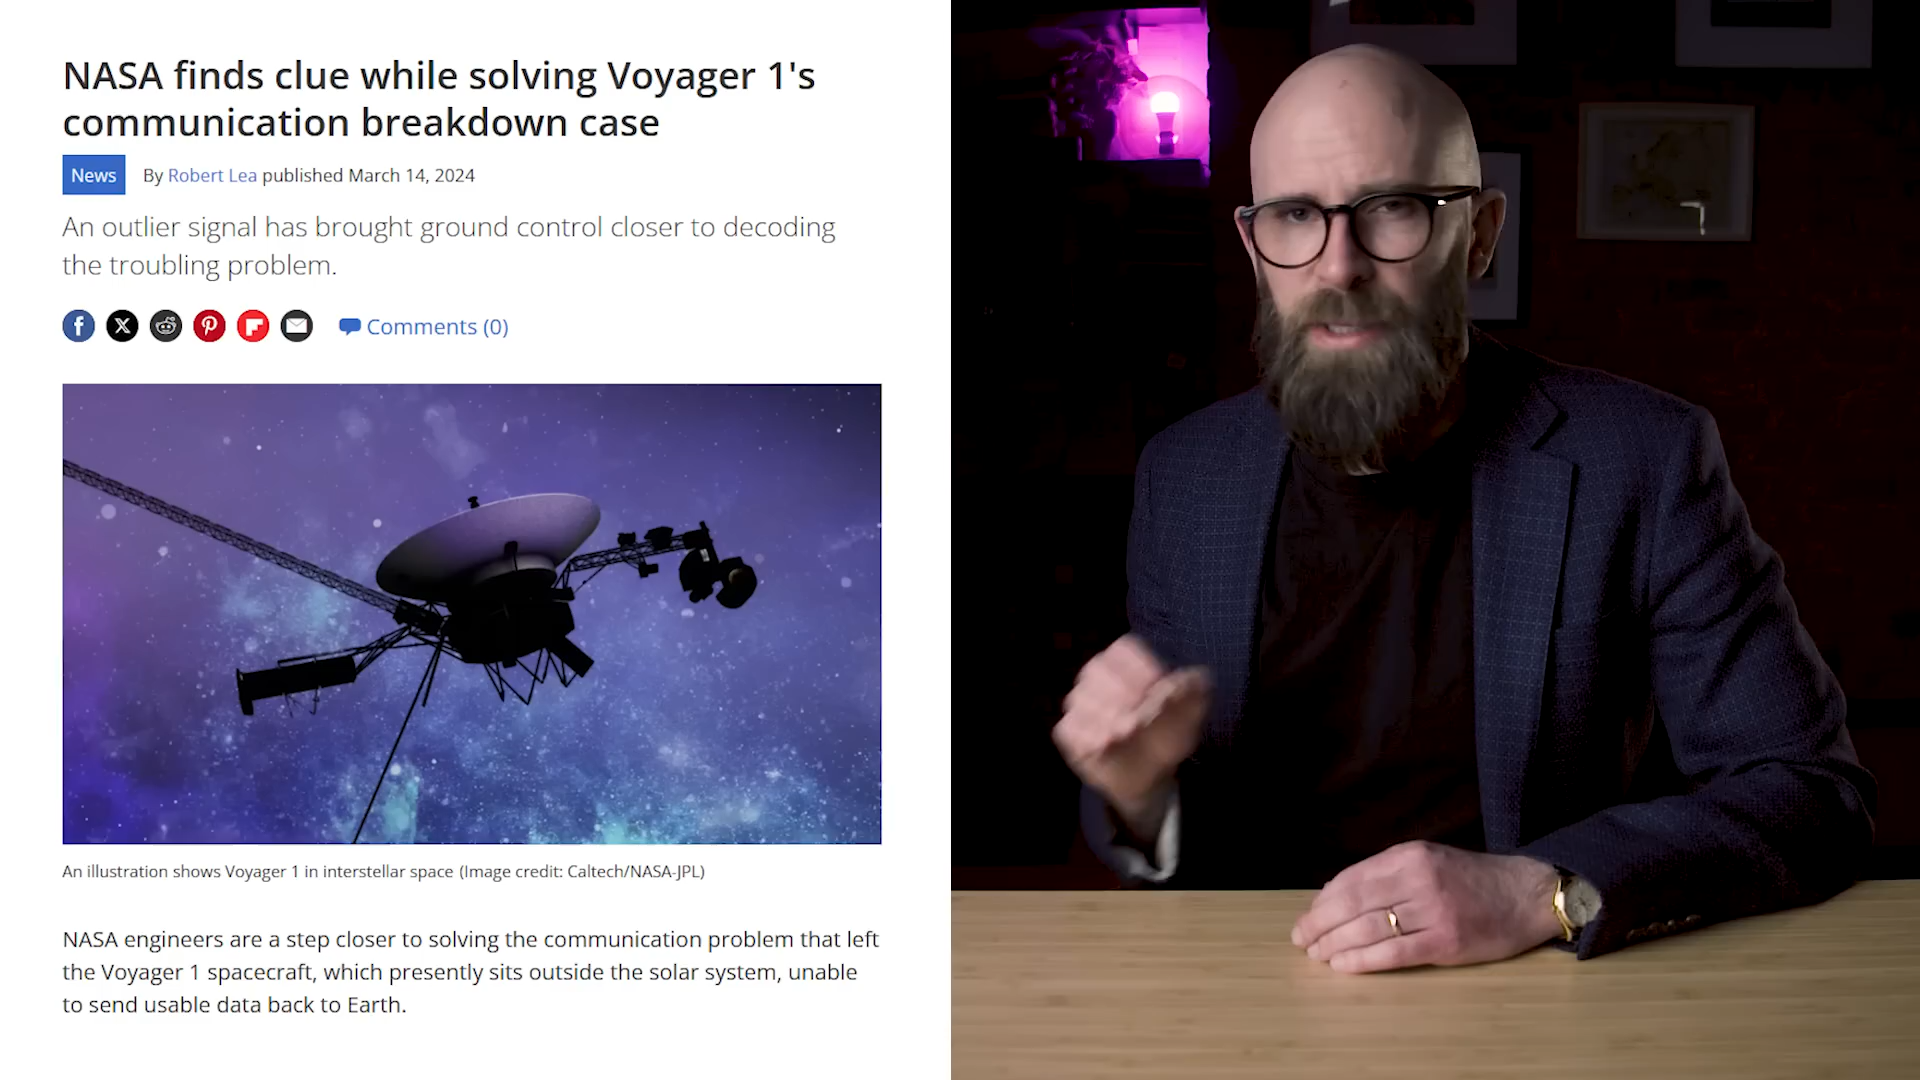 NASA finds clue while solving Voyager 1's
communication breakdown case
News By Robert Lea published March 14, 2024
An outlier signal has brought ground control closer to decoding
the troubling problem.
Comments (0)
An illustration shows Voyager 1 in interstellar space (Image credit: Caltech/NASA-JPL)
NASA engineers are a step closer to solving the communication problem that left
the Voyager 1 spacecraft, which presently sits outside the solar system, unable
to send usable data back to Earth.